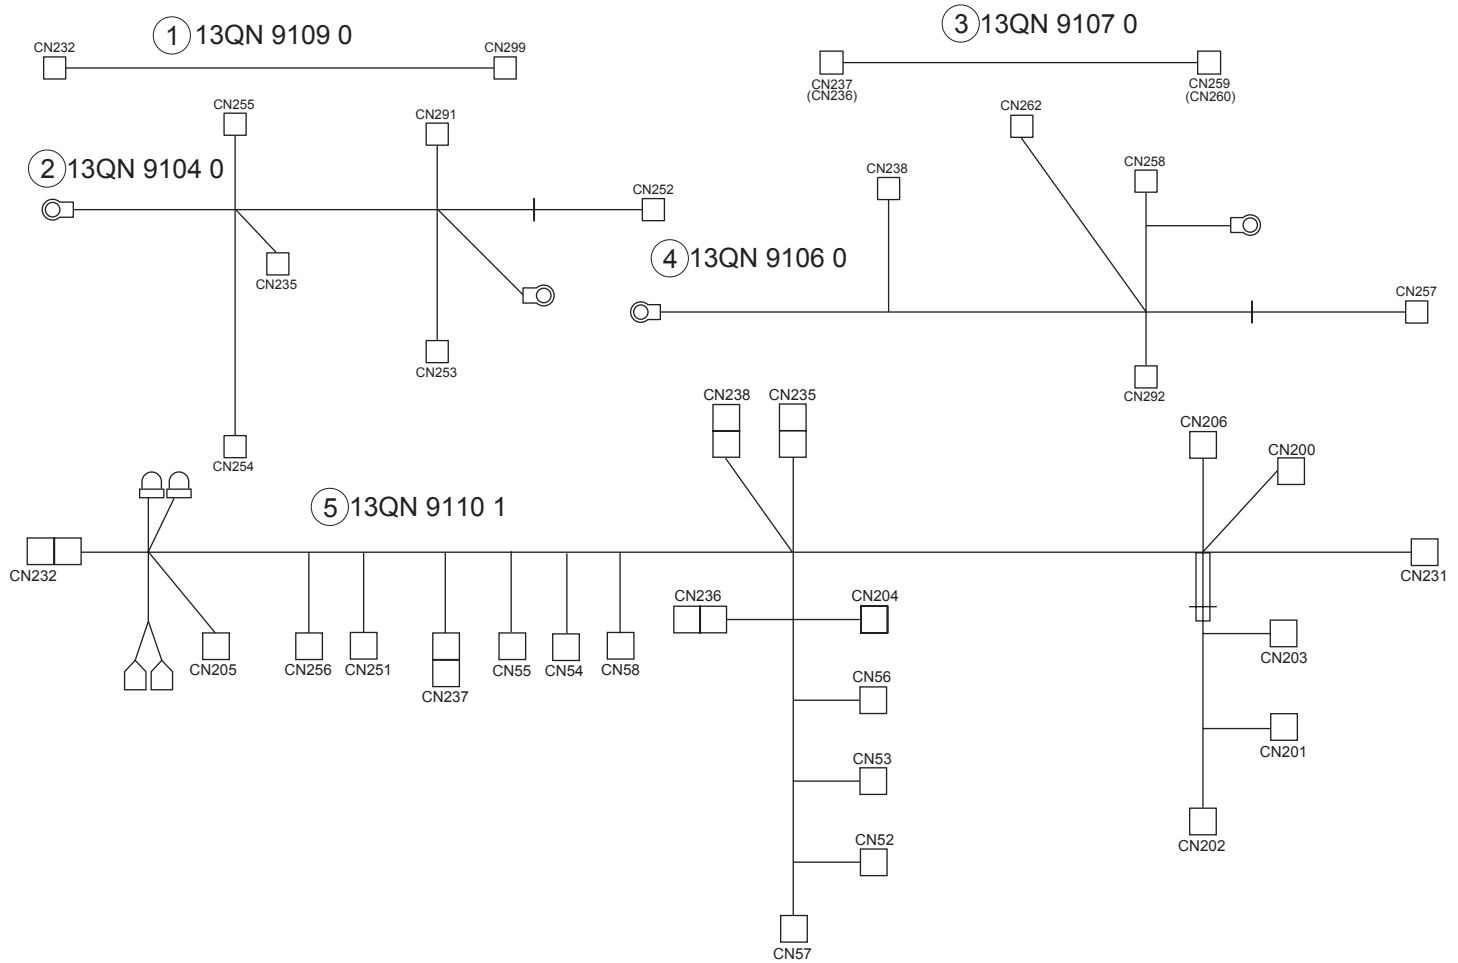 1 13QN 9109 0
CN232
CN299
3 13QN 9107 0
CN237
(CN236)
CN259
(CN260)
2 13QN 9104 0
CN255
CN291
CN252
CN235
CN253
CN254
4 13QN 9106 0
CN262
CN258
CN238
CN257
CN292
5 13QN 9110 1
CN238
CN235
CN206
CN200
CN232
CN231
CN236
CN204
CN205
CN256
CN251
CN237
CN55
CN54
CN58
CN203
CN56
CN201
CN53
CN52
CN202
CN57